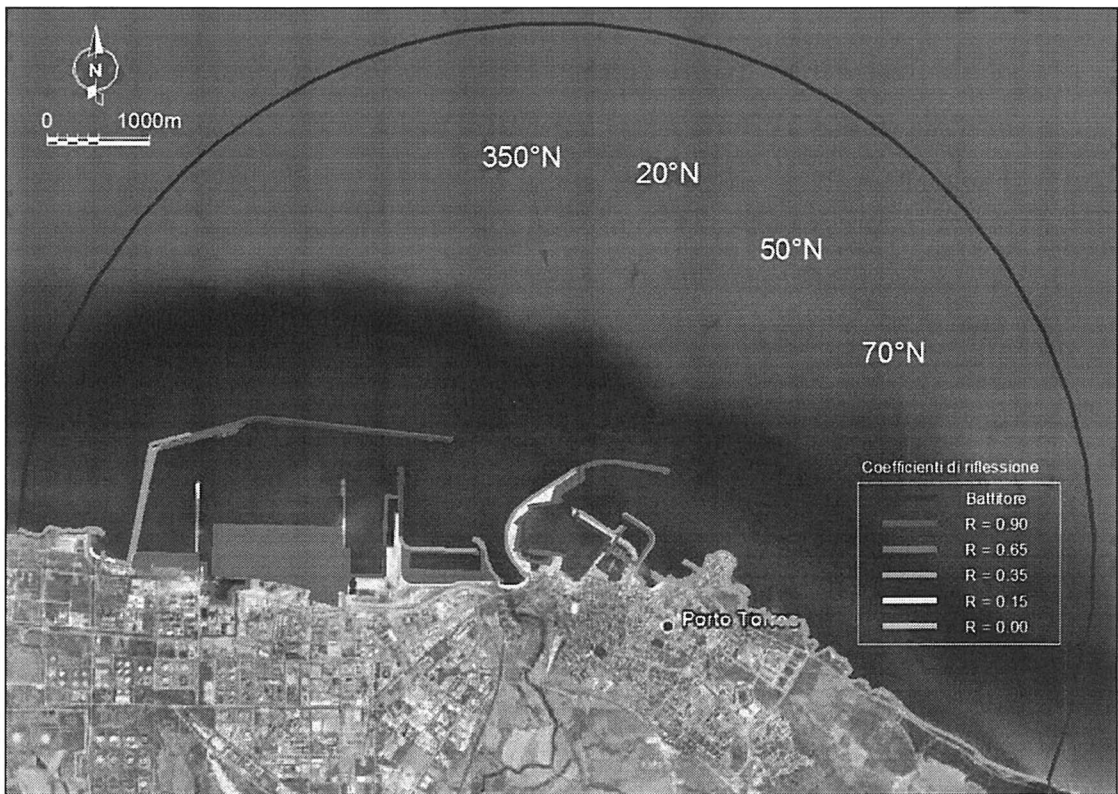 N
0 1000m
350°N
20°N
50°N
70°N
Coefficienti di riflessione
Battitore
R = 0.90
R = 0.65
R = 0.35
R = 0.15
R = 0.00
Porto Torres